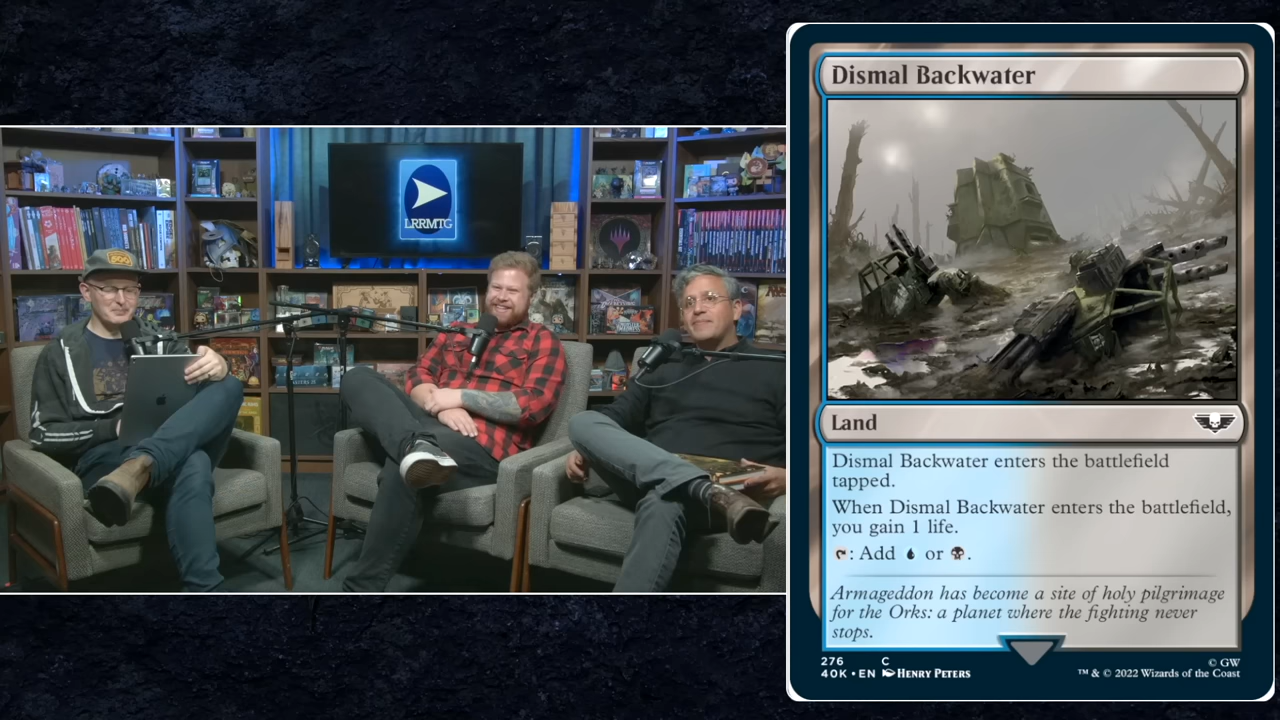 LRRMTG
Dismal Backwater
Land
Dismal Backwater enters the battlefield
tapped.
When Dismal Backwater enters the battlefield,
you gain 1 life.
: Add or .
Armageddon has become a site of holy pilgrimage
for the Orks: a planet where the fighting never
stops.
276 C
40K • EN HENRY PETERS
© GW
™ & © 2022 Wizards of the Coast